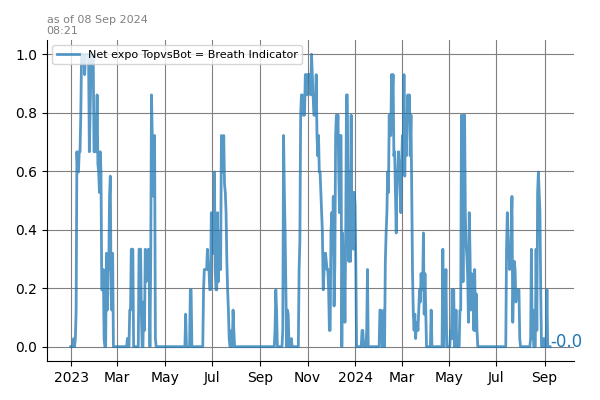 as of 08 Sep 2024
08:21
Net expo TopvsBot = Breath Indicator
1.0
0.8
0.6
0.4
0.2
0.0
-0.0
2023 Mar May Jul Sep Nov 2024 Mar May Jul Sep